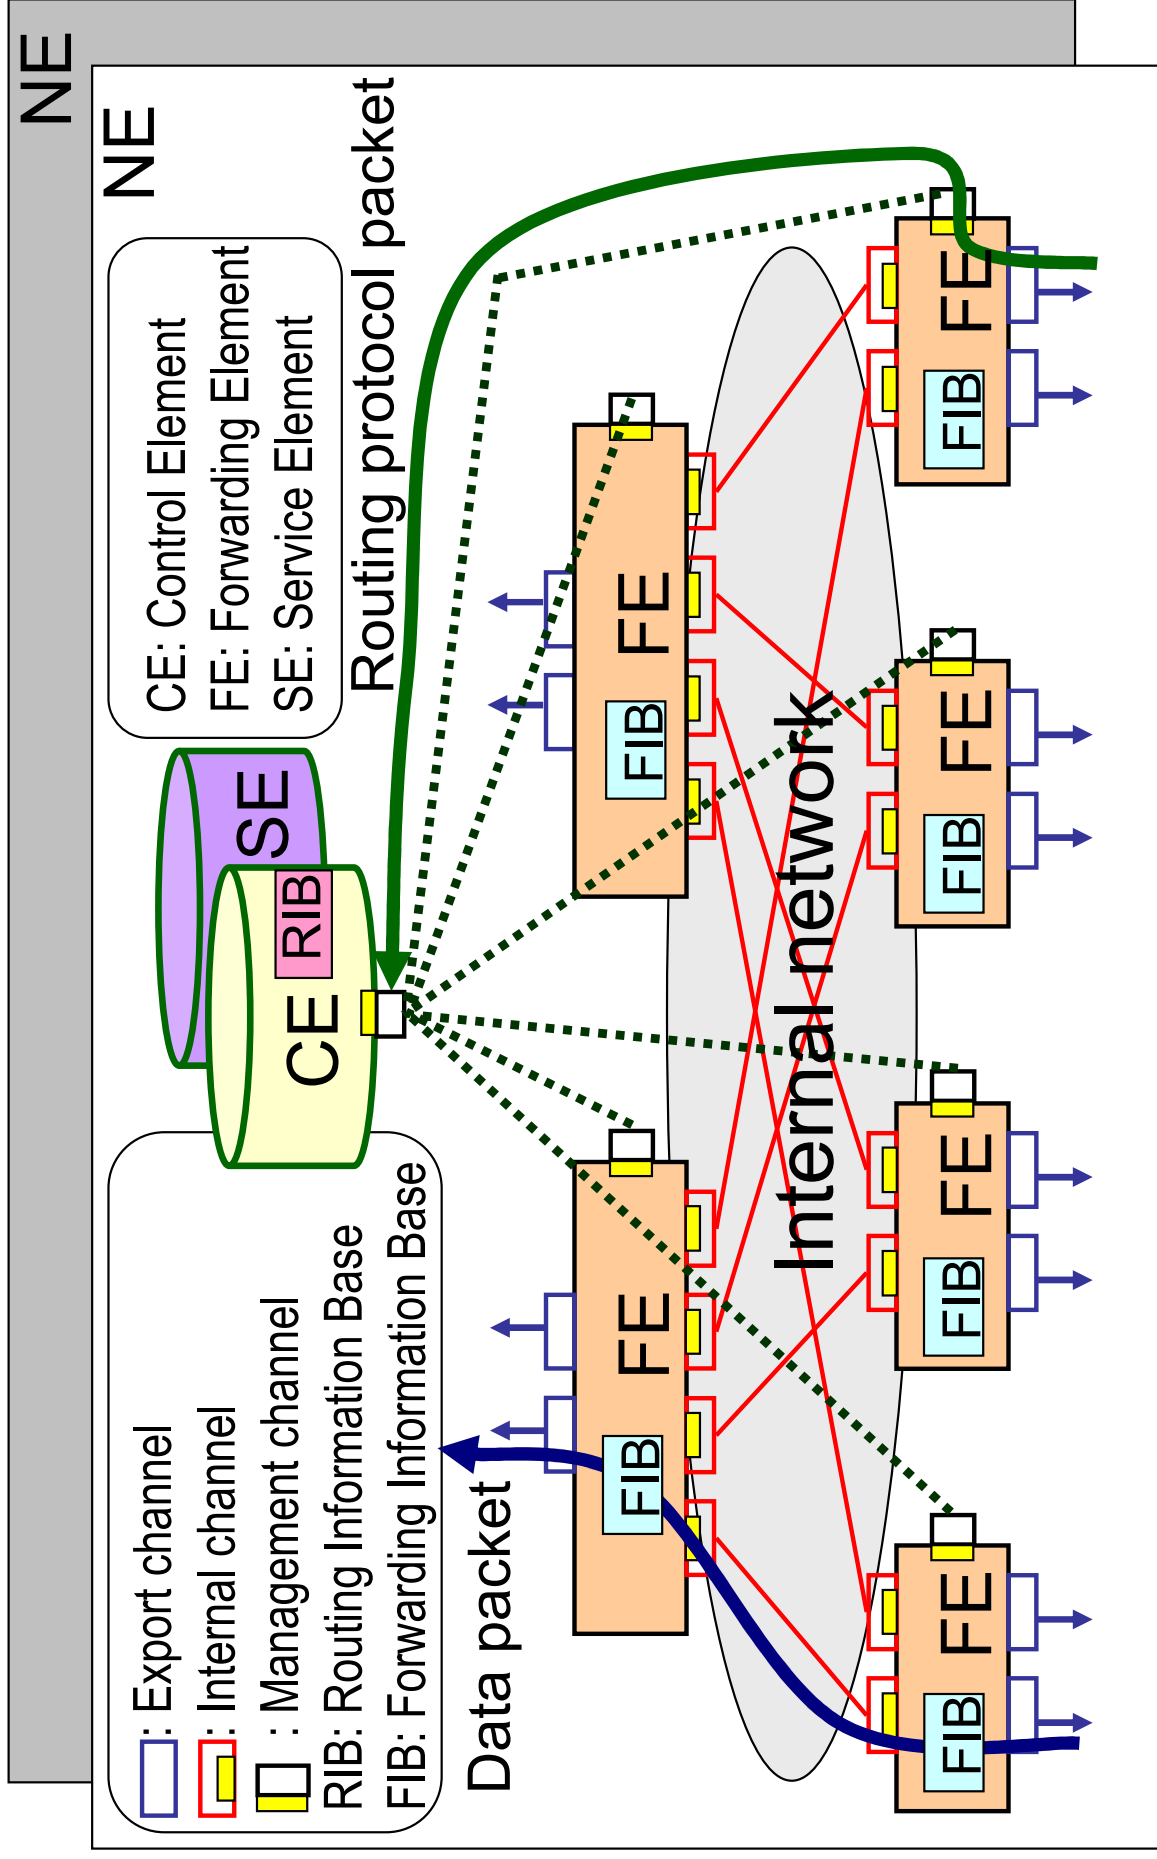 NE
NE
: Export channel
: Internal channel
: Management channel
RIB: Routing Information Base
FIB: Forwarding Information Base
SE
CE
RIB
CE: Control Element
FE: Forwarding Element
SE: Service Element
Routing protocol packet
Data packet
FIB
FE
FIB
FE
Internal network
FIB
FE
FIB
FE
FIB
FE
FIB
FE